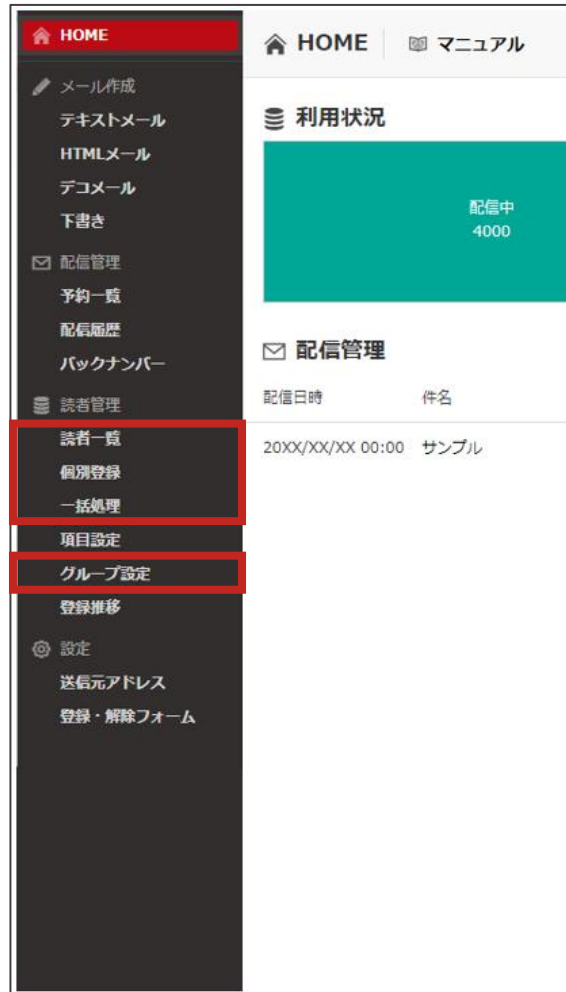 HOME
メール作成
テキストメール
HTMLメール
デコメール
下書き
配信管理
予約一覧
配信履歴
バックナンバー
読者管理
読者一覧
個別登録
一括処理
項目設定
グループ設定
登録推移
設定
送信元アドレス
登録・解除フォーム
HOME マニュアル
利用状況
配信中
4000
配信管理
配信日時 件名
20XX/XX/XX 00:00 サンプル